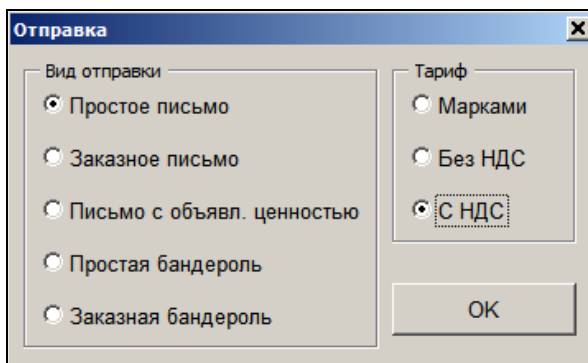 Отправка
Вид отправки
Простое письмо
Заказное письмо
Письмо с объявл. ценностью
Простая бандероль
Заказная бандероль
Тариф
Марками
Без НДС
С НДС
OK